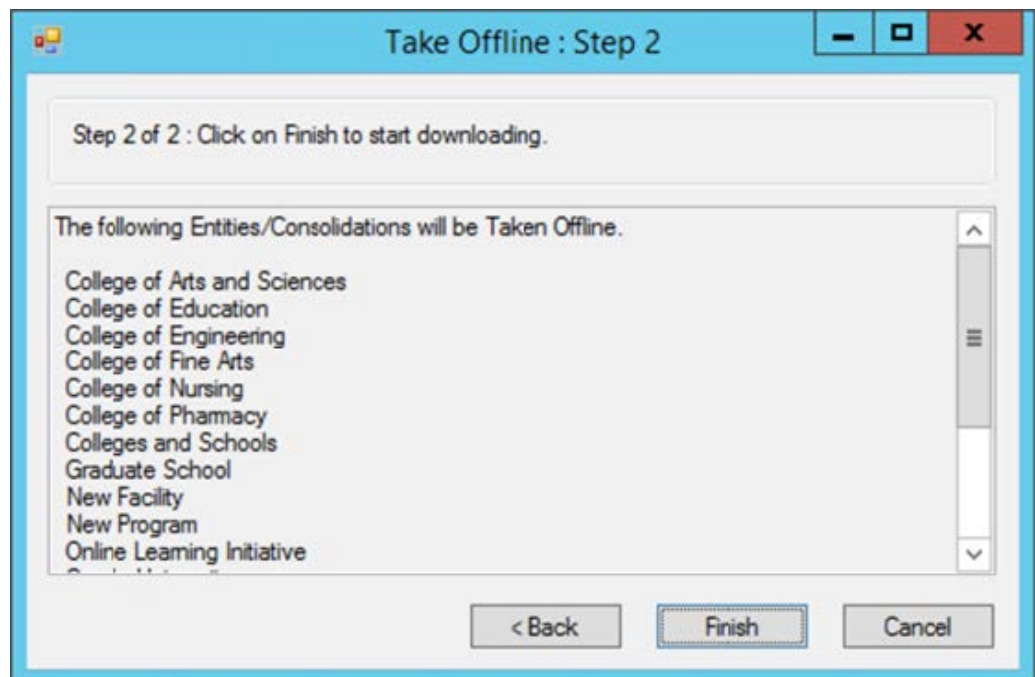 Take Offline : Step 2
Step 2 of 2 : Click on Finish to start downloading.
The following Entities/Consolidations will be Taken Offline.
College of Arts and Sciences
College of Education
College of Engineering
College of Fine Arts
College of Nursing
College of Pharmacy
Colleges and Schools
Graduate School
New Facility
New Program
Online Learning Initiative
< Back
Finish
Cancel